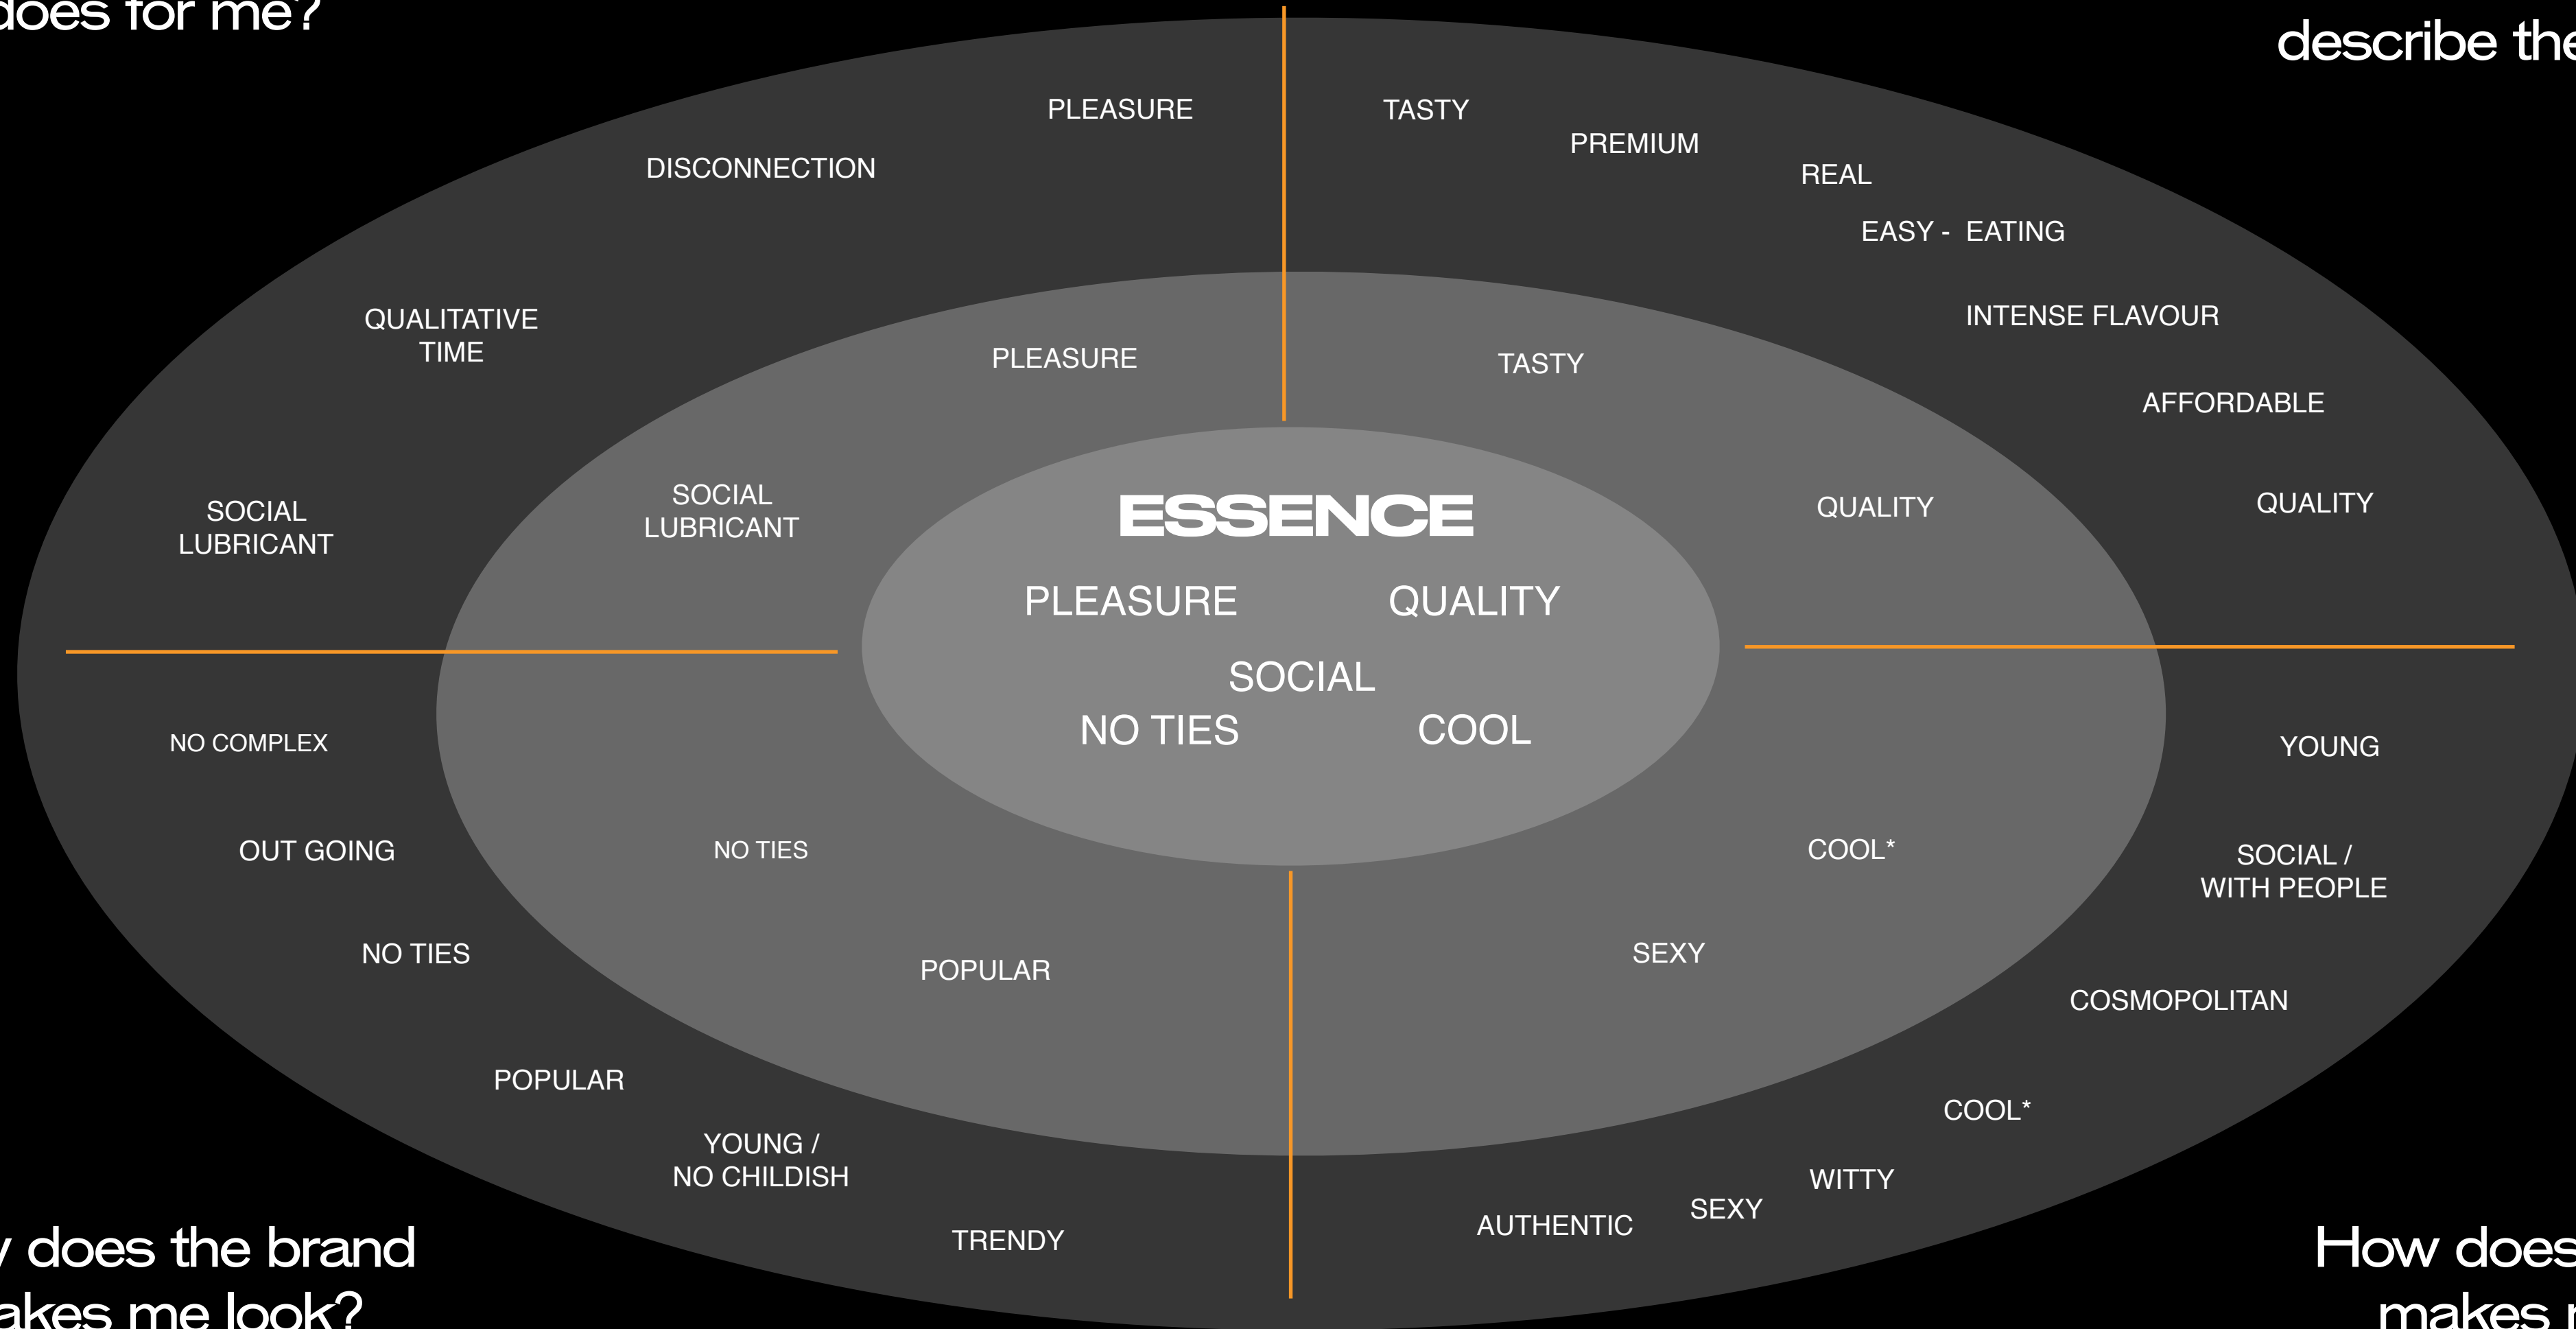 does for me?
describe the
PLEASURE
DISCONNECTION
QUALITATIVE
TIME
SOCIAL
LUBRICANT
PLEASURE
SOCIAL
LUBRICANT
TASTY
PREMIUM
REAL
EASY - EATING
INTENSE FLAVOUR
AFFORDABLE
QUALITY
TASTY
QUALITY
ESSENCE
PLEASURE QUALITY
SOCIAL
NO TIES COOL
NO COMPLEX
OUT GOING
NO TIES
POPULAR
YOUNG /
NO CHILDISH
TRENDY
NO TIES
POPULAR
COOL*
SEXY
YOUNG
SOCIAL /
WITH PEOPLE
COSMOPOLITAN
COOL*
WITTY
SEXY
AUTHENTIC
does the brand
akes me look?
How does
makes